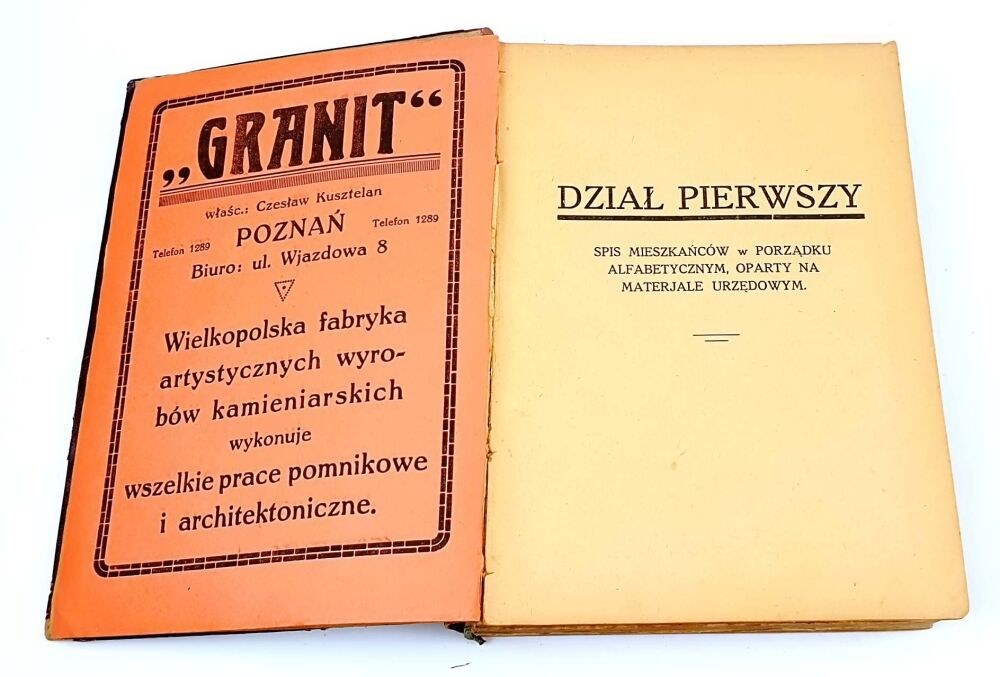 „GRANIT“
właśc.: Czesław Kusztelan
Telefon 1289 POZNAŃ Telefon 1289
Biuro: ul. Wjazdowa 8
Wielkopolska fabryka
artystycznych wyro-
bów kamieniarskich
wykonuje
wszelkie prace pomnikowe
i architektoniczne.
DZIAŁ PIERWSZY
SPIS MIESZKAŃCÓW w PORZĄDKU
ALFABETYCZNYM, OPARTY NA
MATERJALE URZĘDOWYM.